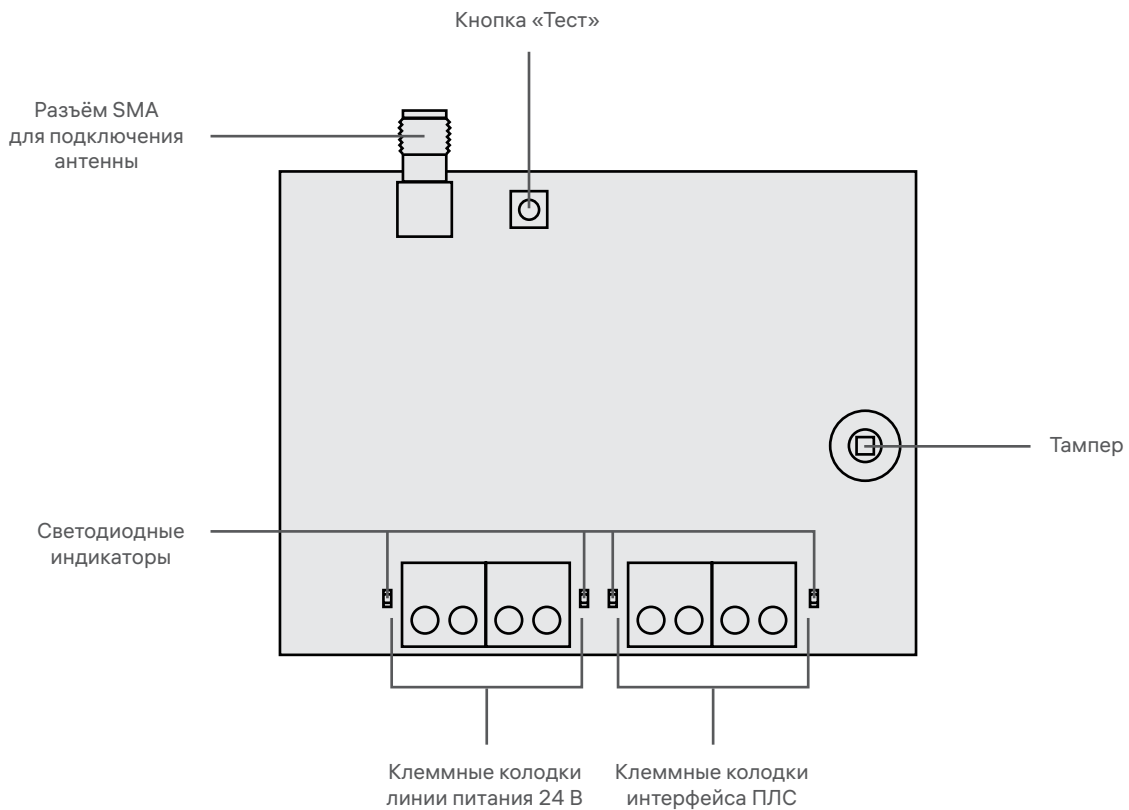 Кнопка «Тест»
Разъём SMA
для подключения
антенны
Тампер
Светодиодные
индикаторы
Клеммные колодки
линии питания 24 В
Клеммные колодки
интерфейса ПЛС